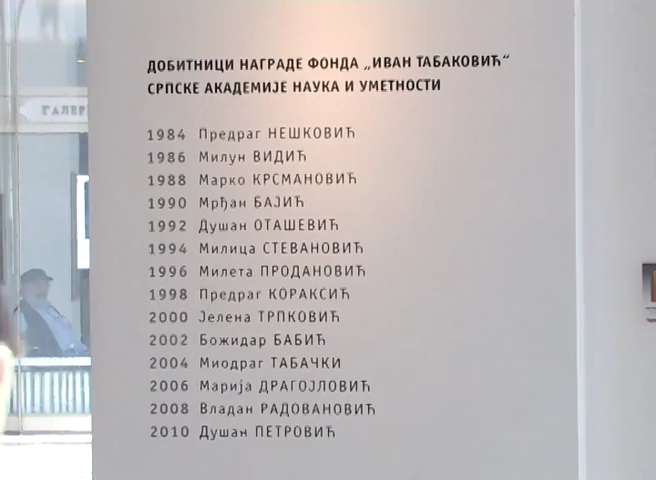 ДОБИТНИЦИ НАГРАДЕ ФОНДА „ИВАН ТАБАКОВИЋ“
СРПСКЕ АКАДЕМИЈЕ НАУКА И УМЕТНОСТИ
1984 Предраг НЕШКОВИЋ
1986 Милун ВИДИЋ
1988 Марко КРСМАНОВИЋ
1990 Мрђан БАЈИЋ
1992 Душан ОТАШЕВИЋ
1994 Милица СТЕВАНОВИЋ
1996 Милета ПРОДАНОВИЋ
1998 Предраг КОРАКСИЋ
2000 Јелена ТРПКОВИЋ
2002 Божидар БАБИЋ
2004 Миодраг ТАБАЧКИ
2006 Марија ДРАГОЈЛОВИЋ
2008 Владан РАДОВАНОВИЋ
2010 Душан ПЕТРОВИЋ